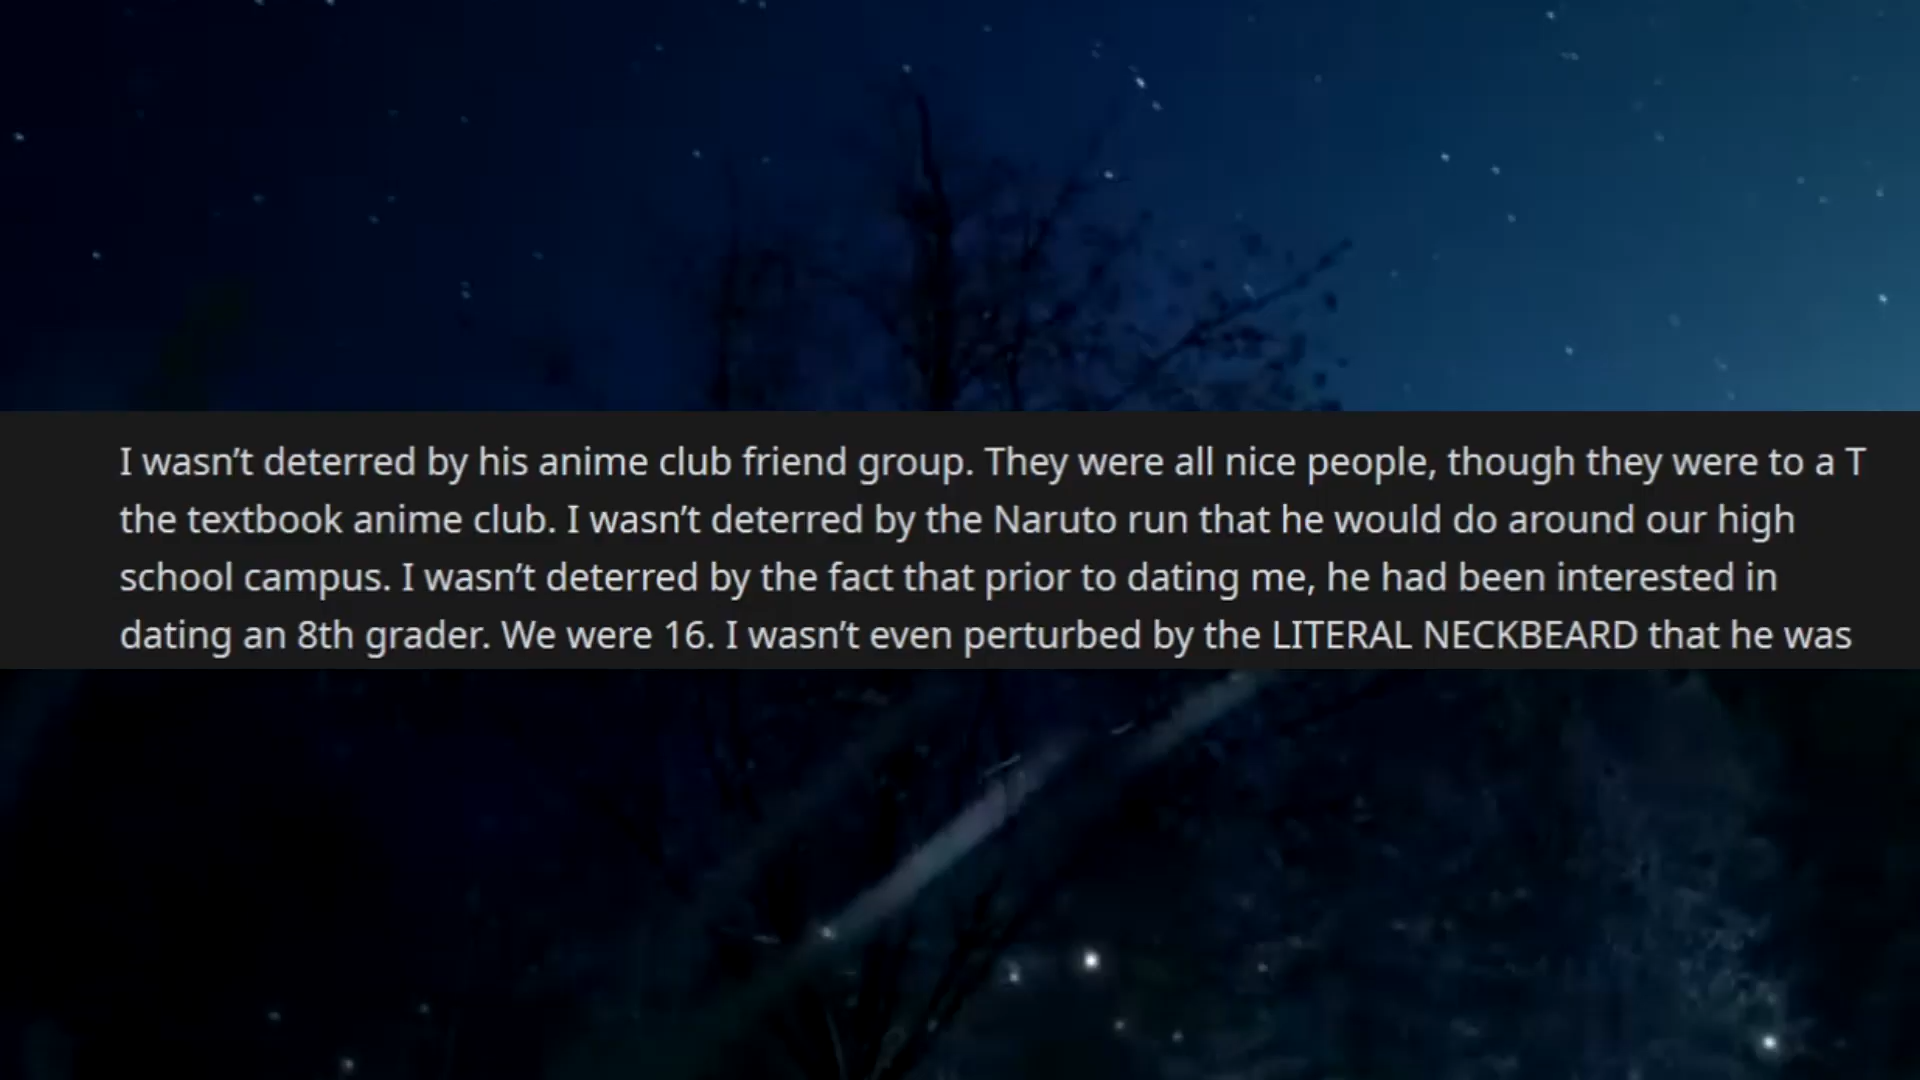 I wasn’t deterred by his anime club friend group. They were all nice people, though they were to a T
the textbook anime club. I wasn’t deterred by the Naruto run that he would do around our high
school campus. I wasn’t deterred by the fact that prior to dating me, he had been interested in
dating an 8th grader. We were 16. I wasn’t even perturbed by the LITERAL NECKBEARD that he was